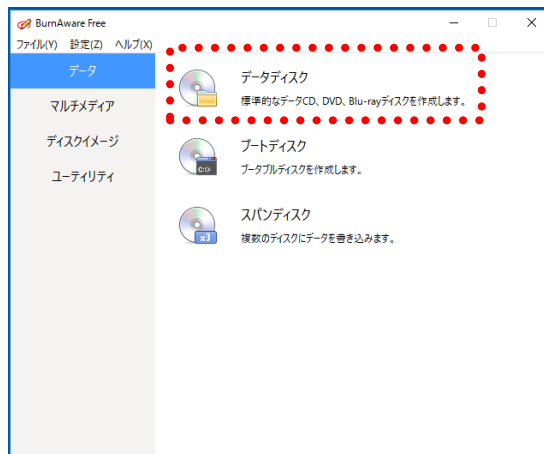 BurnAware Free
ファイル(Y) 設定(Z) ヘルプ(X)
データ
マルチメディア
ディスクイメージ
ユーティリティ
データディスク
標準的なデータCD、DVD、Blu-rayディスクを作成します。
ブートディスク
C:\>
ブータブルディスクを作成します。
スパンディスク
x3
複数のディスクにデータを書き込みます。